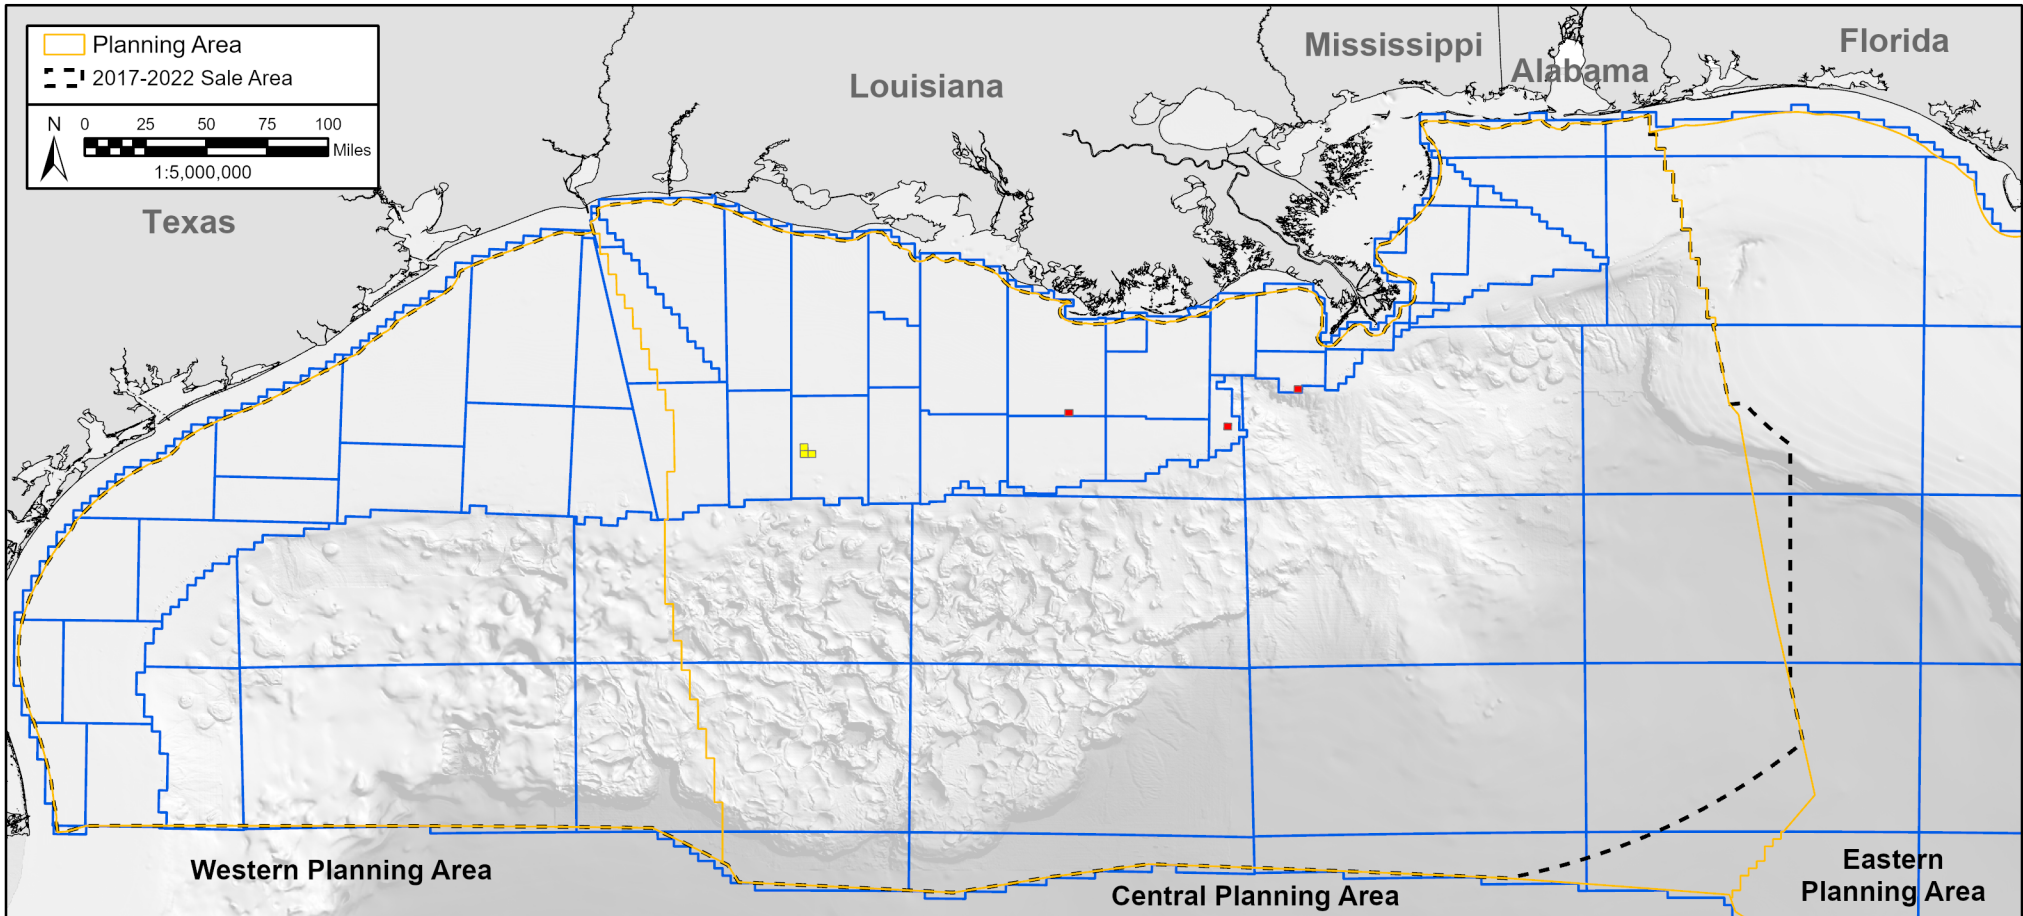 Planning Area
2017-2022 Sale Area
N
0 25 50 75 100
Miles
1:5,000,000
Texas
Louisiana
Mississippi
Alabama
Florida
Western Planning Area
Central Planning Area
Eastern
Planning Area